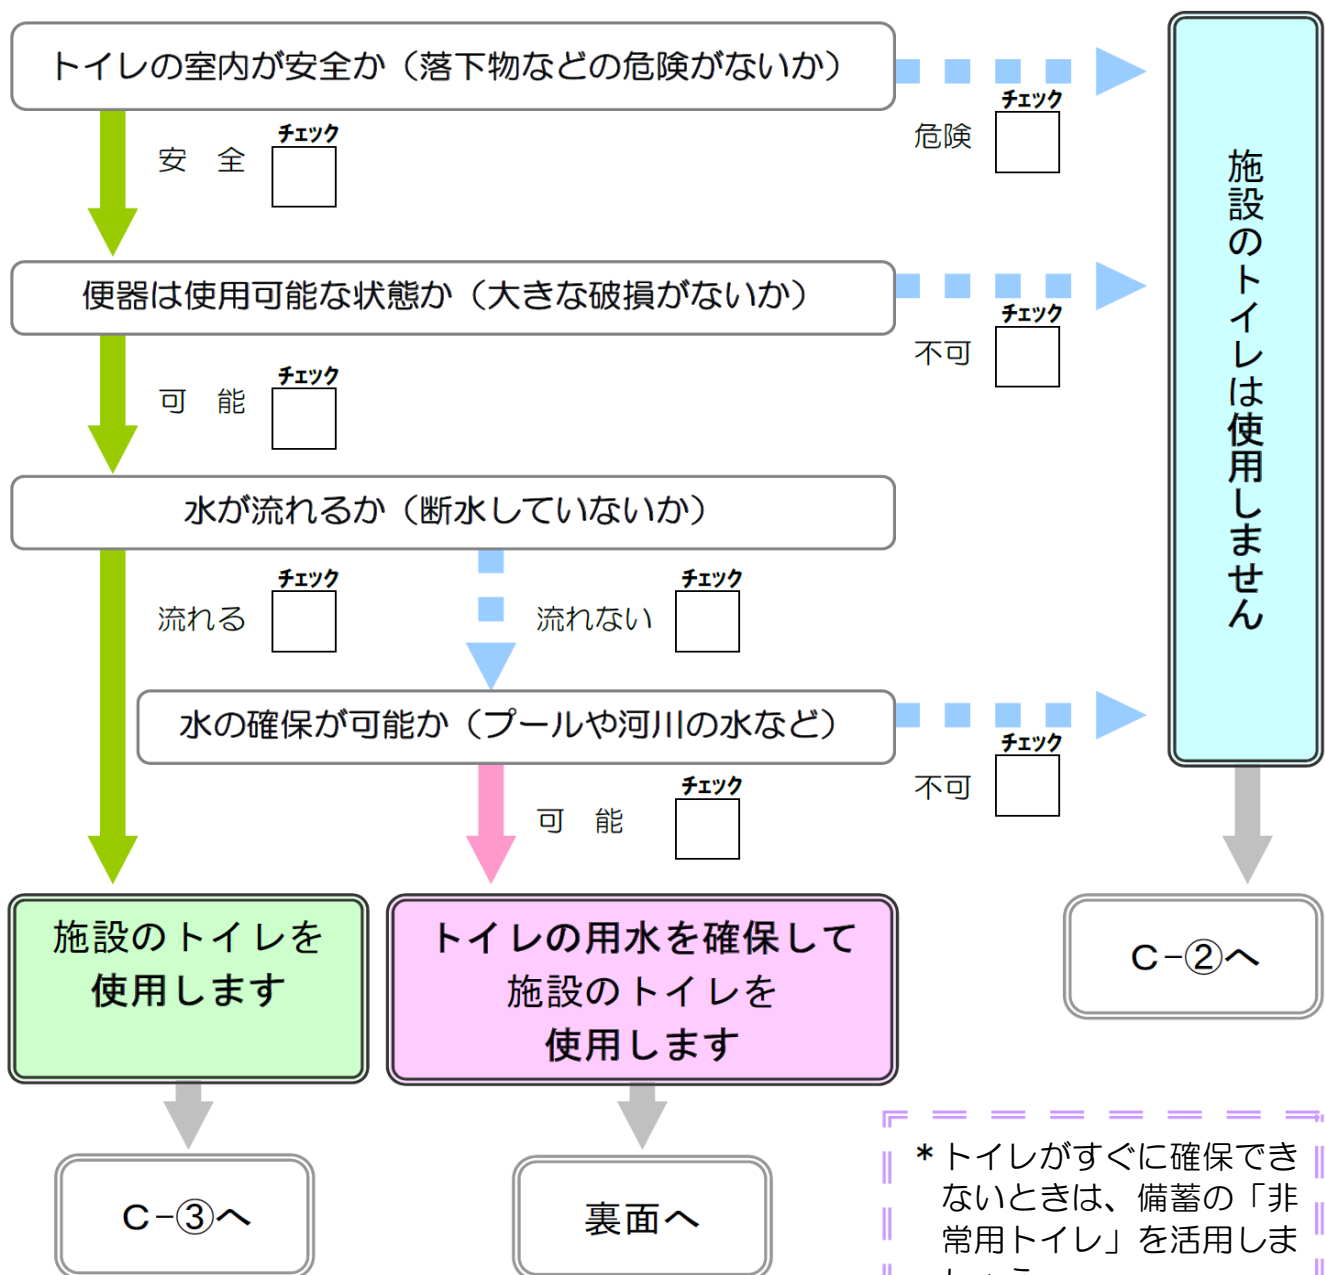 トイレの室内が安全か（落下物などの危険がないか）
チェック
危険
チェック
安　全
便器は使用可能な状態か（大きな破損がないか）
チェック
不可
チェック
可　能
水が流れるか（断水していないか）
チェック
流れる
チェック
流れない
水の確保が可能か（プールや河川の水など）
チェック
不可
チェック
可　能
施設のトイレは使用しません
施設のトイレを
使用します
トイレの用水を確保して
施設のトイレを
使用します
C-②へ
C-③へ
裏面へ
*トイレがすぐに確保でき
ないときは、備蓄の「非
常用トイレ」を活用しま